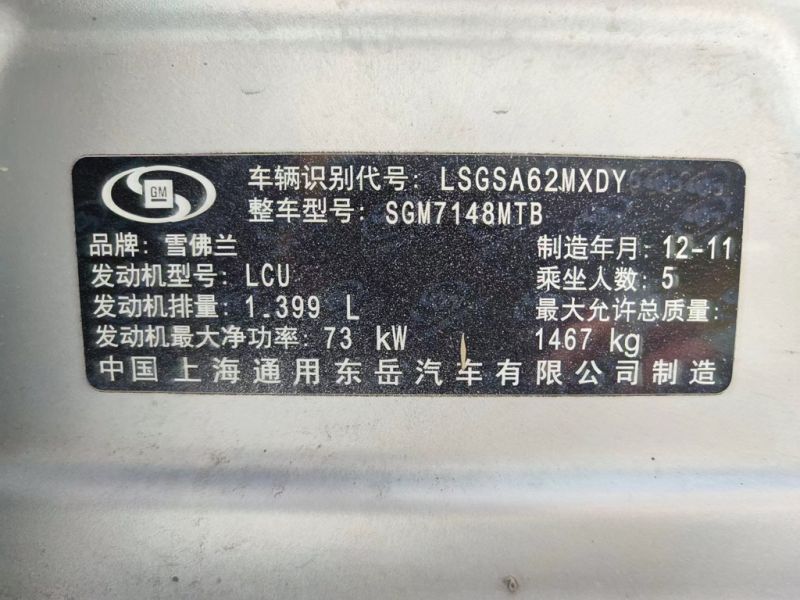 GM
车辆识别代号: LSGSA62MXDY
整车型号: SGM7148MTB
品牌: 雪佛兰 制造年月: 12-11
发动机型号: LCU 乘坐人数: 5
发动机排量: 1.399 L 最大允许总质量:
发动机最大净功率: 73 kW 1467 kg
中国上海通用东岳汽车有限公司制造